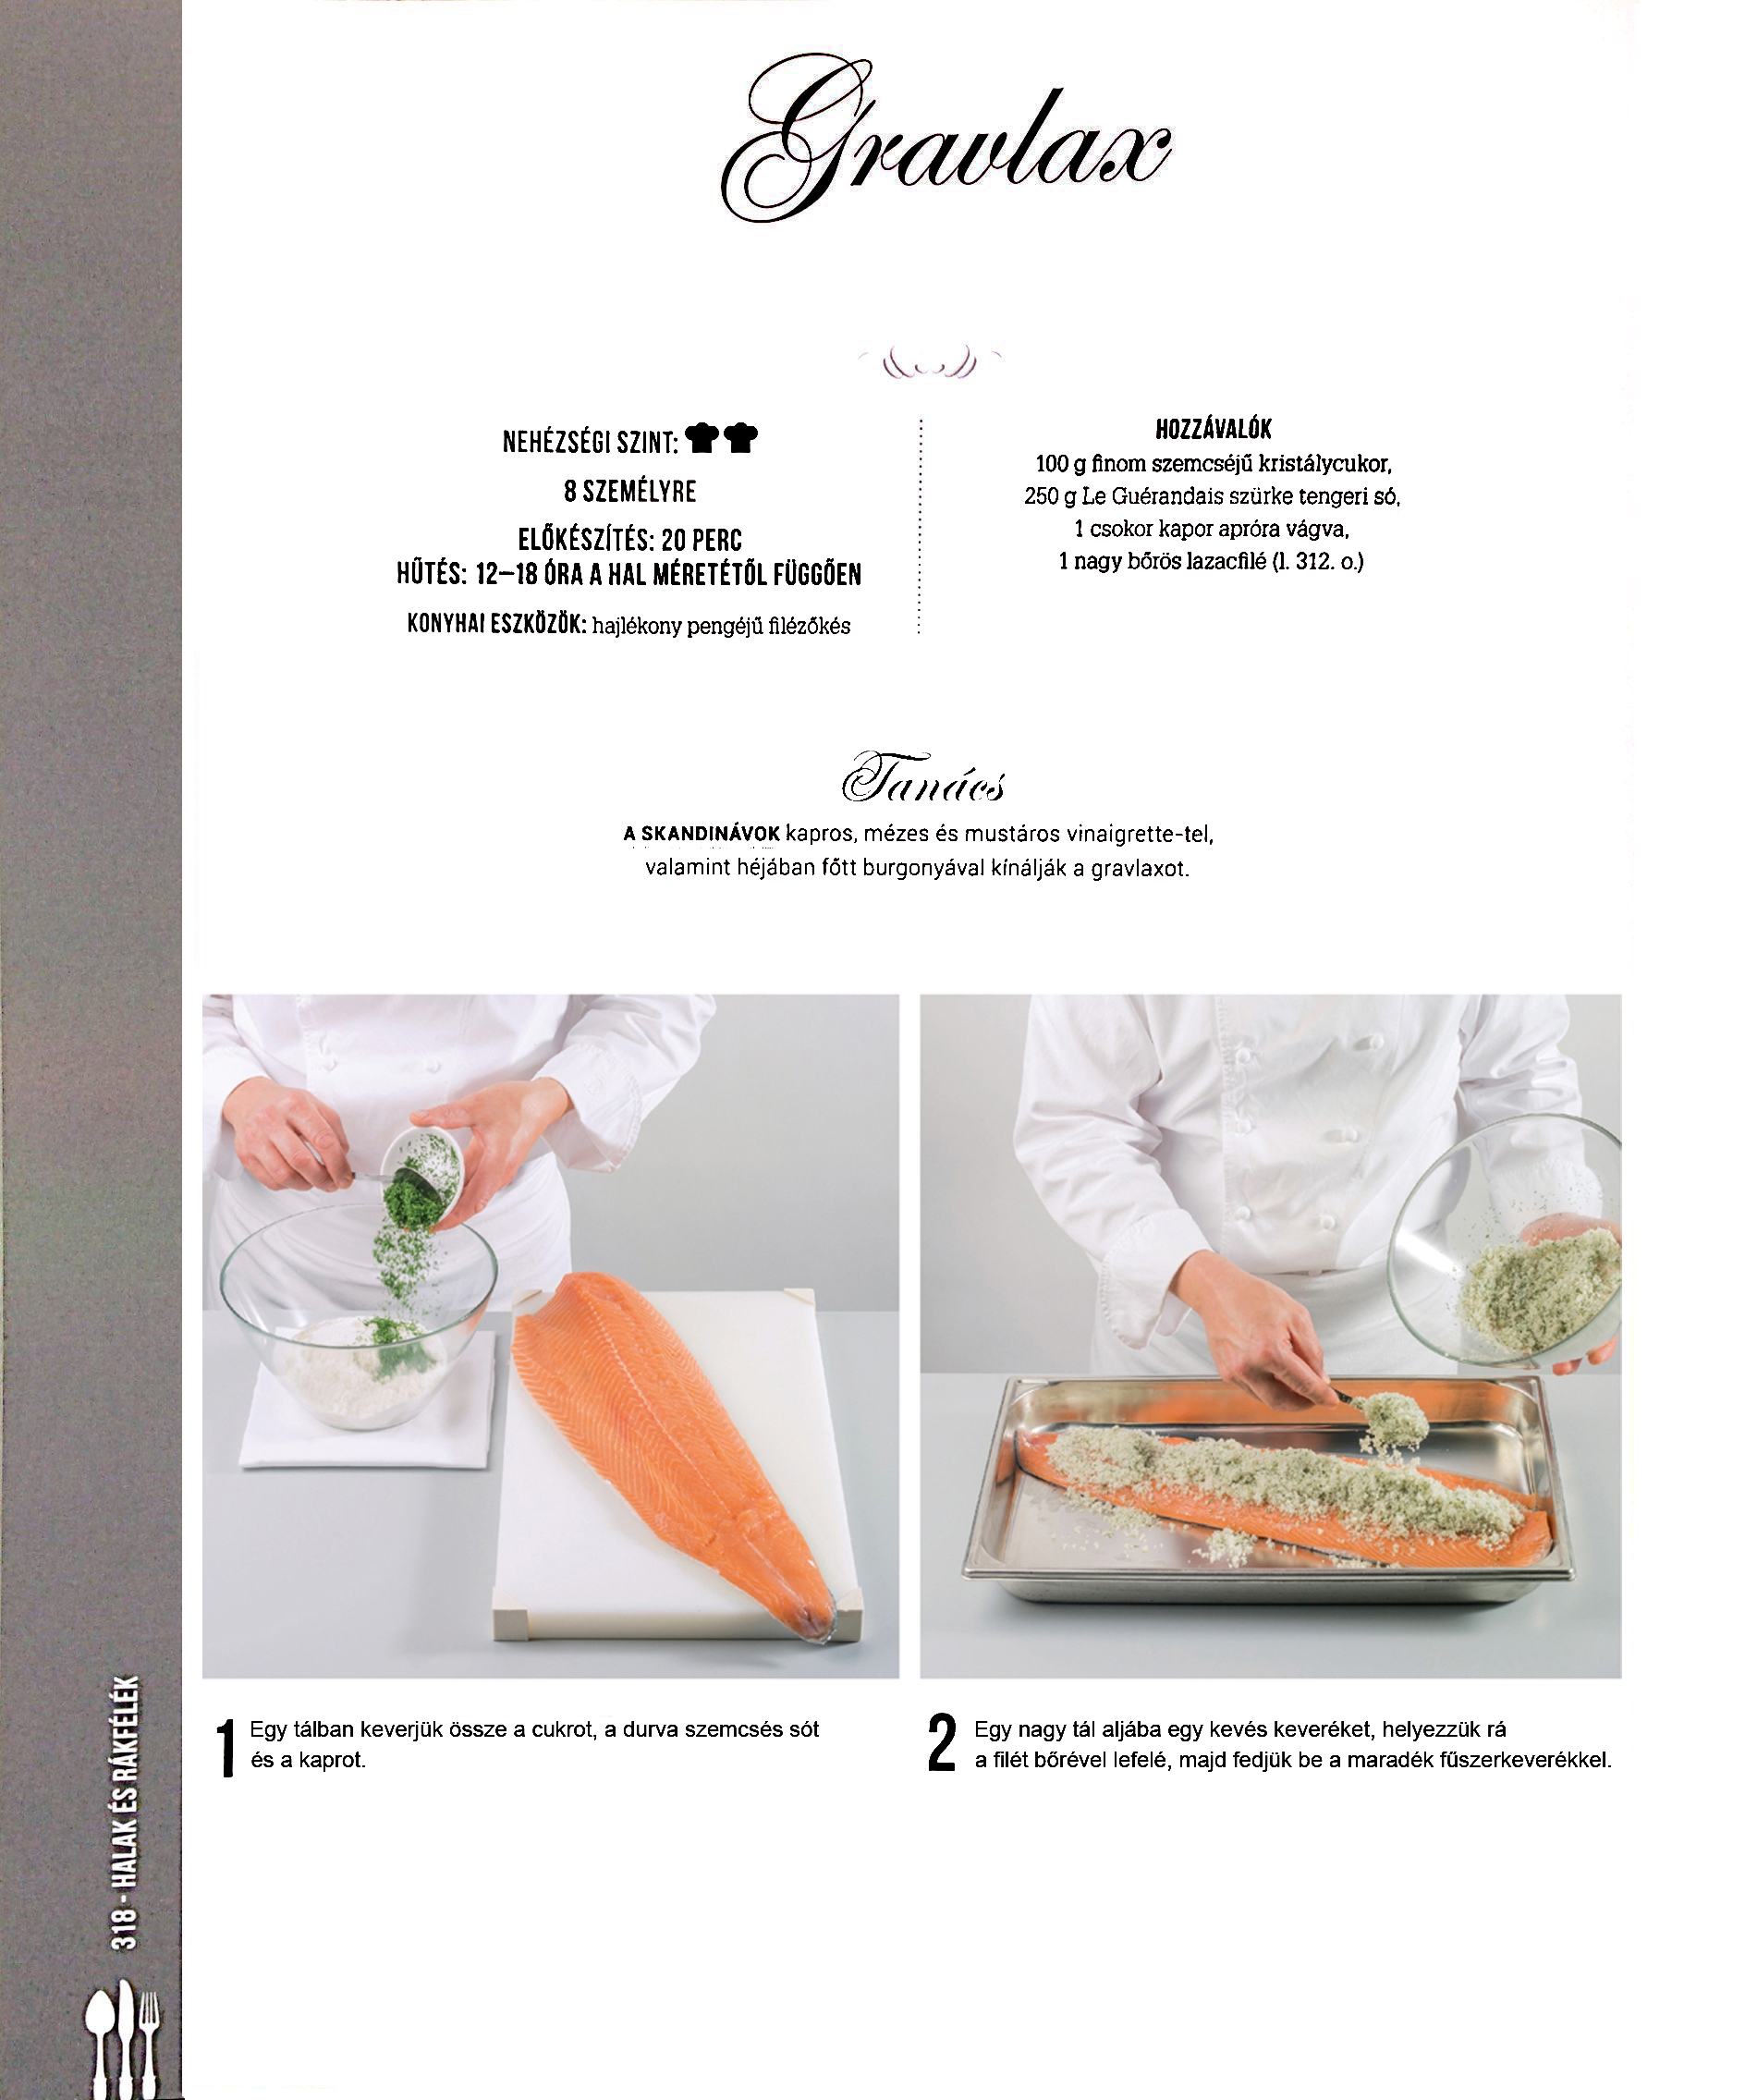 Gravlax
NEHÉZSÉGI SZINT:
8 SZEMÉLYRE
ELŐKÉSZÍTÉS: 20 PERC
HŰTÉS: 12–18 ÓRA A HAL MÉRETÉTŐL FÜGGŐEN
KONYHAI ESZKÖZÖK: hajlékony pengéjű filézőkés
HOZZÁVALÓK
100 g finom szemcséjű kristálycukor,
250 g Le Guérandais szürke tengeri só,
1 csokor kapor apróra vágva,
1 nagy bőrös lazacfilé (l. 312. o.)
Tanács
A SKANDINÁVOK kapros, mézes és mustáros vinaigrette-tel,
valamint héjában főtt burgonyával kínálják a gravlaxot.
1 Egy tálban keverjük össze a cukrot, a durva szemcsés sót
és a kaprot.
2 Egy nagy tál aljába egy kevés keveréket, helyezzük rá
a filét bőrével lefelé, majd fedjük be a maradék fűszerkeverékkel.
318 - HALAK ÉS RÁKFÉLÉK